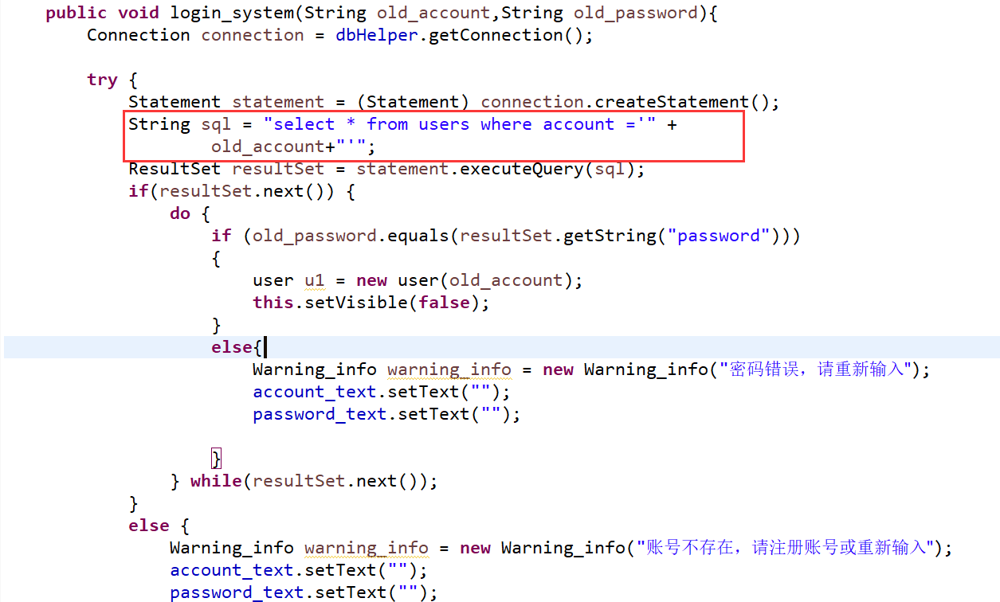 public void login_system(String old_account,String old_password){
Connection connection = dbHelper.getConnection();
try {
Statement statement = (Statement) connection.createStatement();
String sql = "select * from users where account ='" +
old_account+"'";
ResultSet resultSet = statement.executeQuery(sql);
if(resultSet.next()) {
do {
if (old_password.equals(resultSet.getString("password")))
{
user u1 = new user(old_account);
this.setVisible(false);
}
else{
Warning_info warning_info = new Warning_info("密码错误，请重新输入");
account_text.setText("");
password_text.setText("");
}
} while(resultSet.next());
}
else {
Warning_info warning_info = new Warning_info("账号不存在，请注册账号或重新输入");
account_text.setText("");
password_text.setText("");